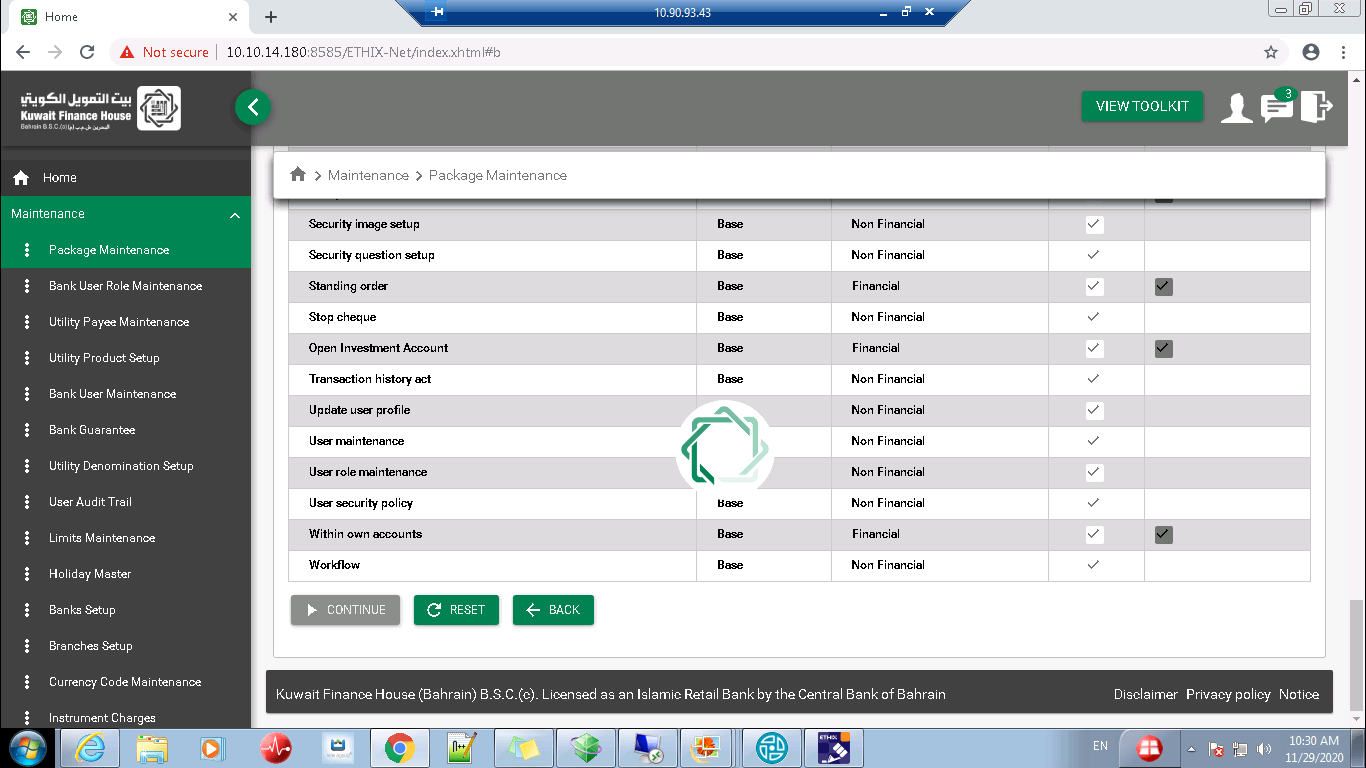 Home
10.90.93.43
Not secure
10.10.14.180:8585/ETHIX-Net/index.xhtml#b
بيت التمويل الكويتي
Kuwait Finance House
Bahrain B.S.C.(c)
VIEW TOOLKIT
3
Home
Maintenance
Package Maintenance
Bank User Role Maintenance
Utility Payee Maintenance
Utility Product Setup
Bank User Maintenance
Bank Guarantee
Utility Denomination Setup
User Audit Trail
Limits Maintenance
Holiday Master
Banks Setup
Branches Setup
Currency Code Maintenance
Instrument Charges
Maintenance
Package Maintenance
Security image setup Base Non Financial
Security question setup Base Non Financial
Standing order Base Financial
Stop cheque Base Non Financial
Open Investment Account Base Financial
Transaction history act Base Non Financial
Update user profile Non Financial
User maintenance Non Financial
User role maintenance Non Financial
User security policy Base Non Financial
Within own accounts Base Financial
Workflow Base Non Financial
CONTINUE RESET BACK
Kuwait Finance House (Bahrain) B.S.C.(c). Licensed as an Islamic Retail Bank by the Central Bank of Bahrain
Disclaimer Privacy policy Notice
ETHIX
EN
10:30 AM
11/29/2020